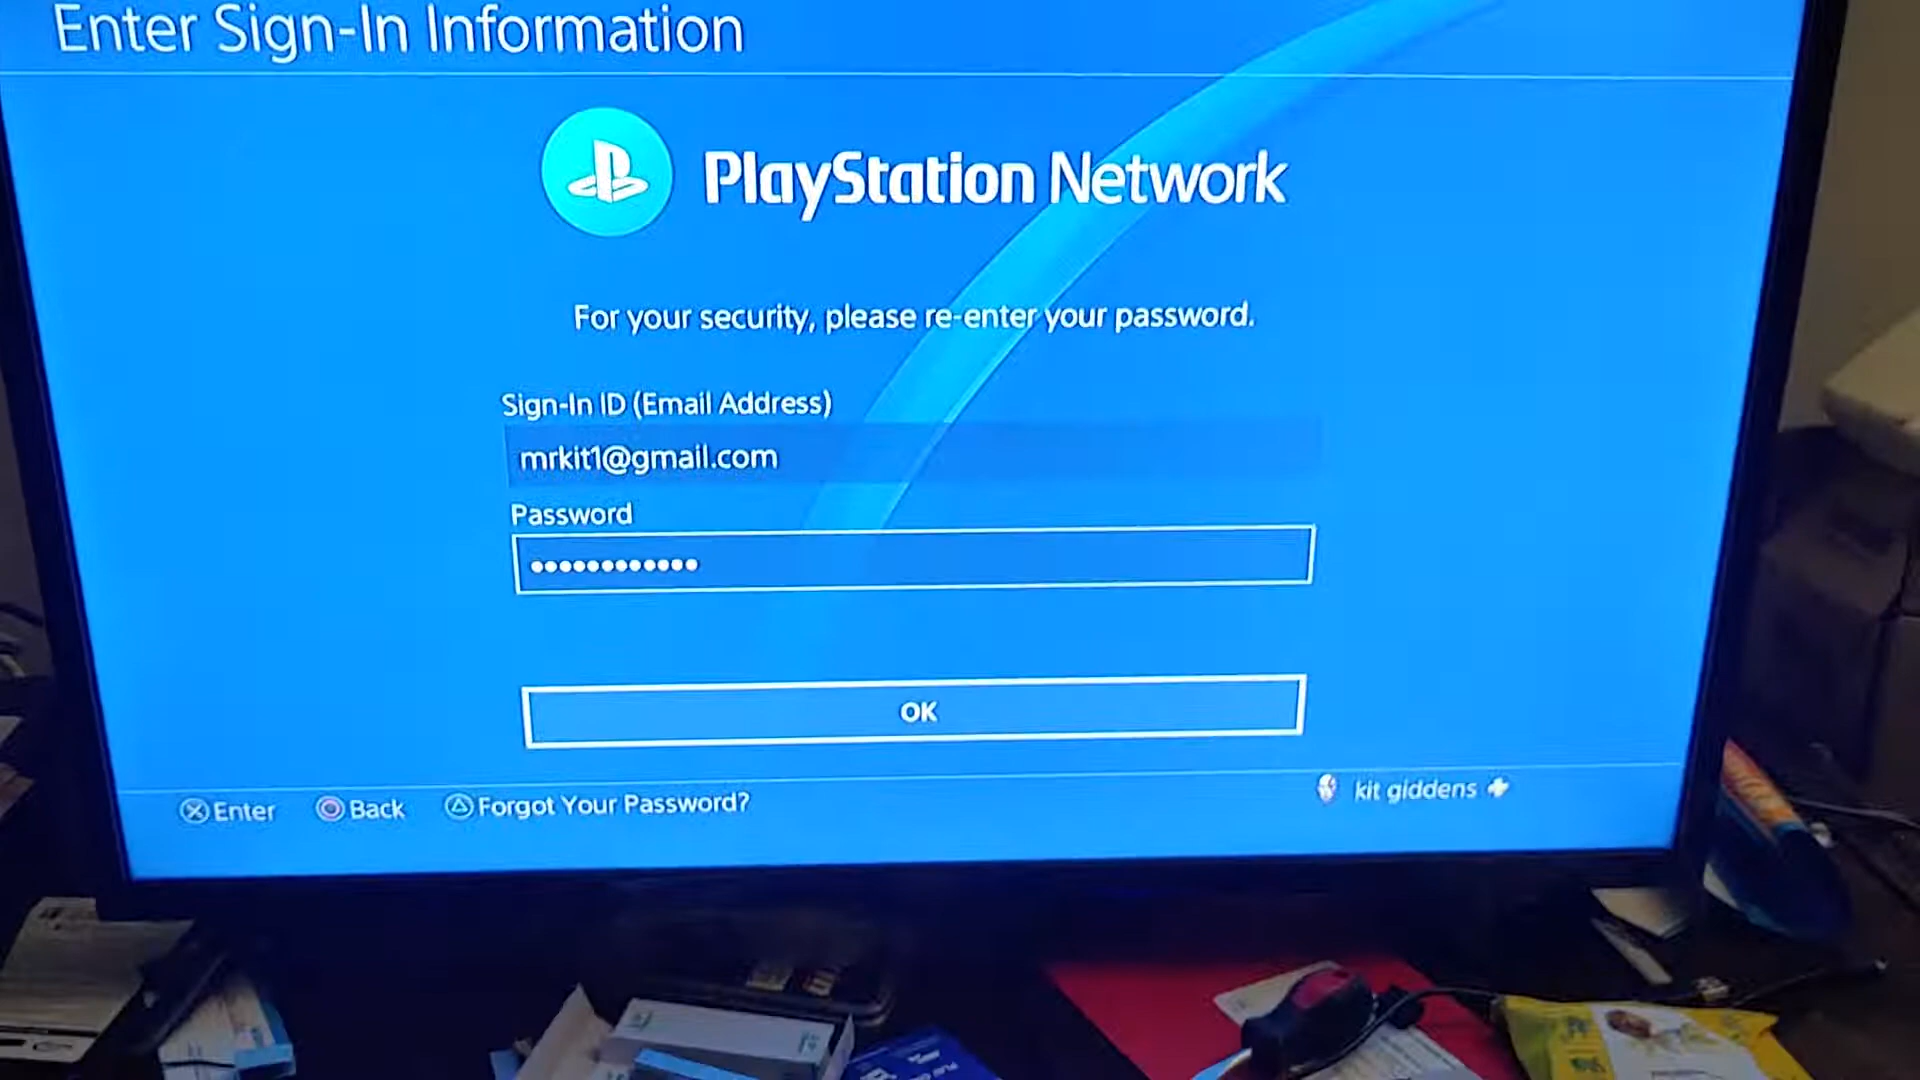 Enter Sign-In Information
PlayStation Network
For your security, please re-enter your password.
Sign-In ID (Email Address)
mrkit1@gmail.com
Password
••••••••••••
OK
Enter
Back
Forgot Your Password?
kit giddens